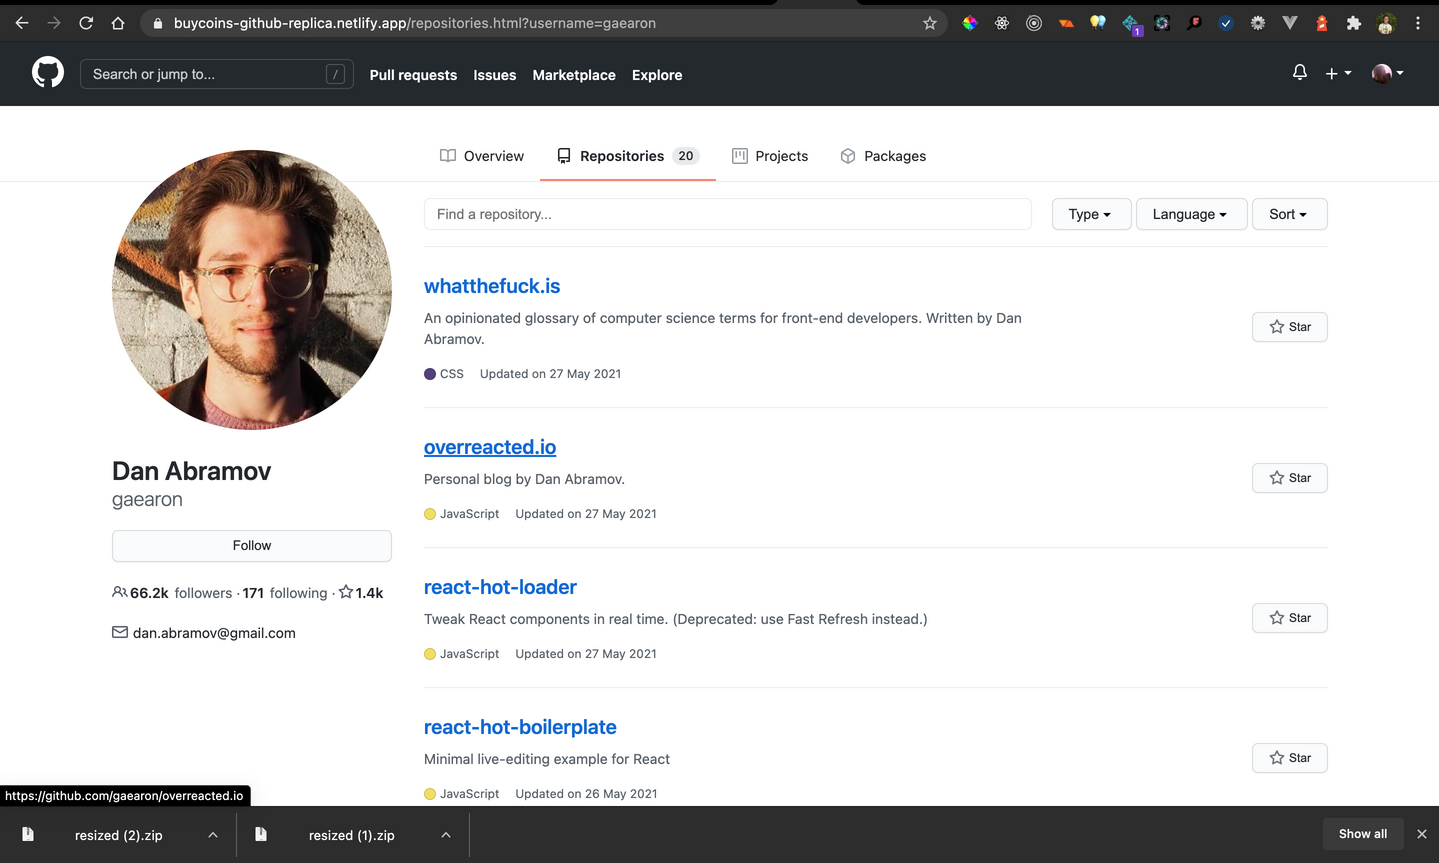 buycoins-github-replica.netlify.app/repositories.html?username=gaearon
1
Search or jump to... /
Pull requests Issues Marketplace Explore
Overview Repositories 20 Projects Packages
Find a repository... Type Language Sort
whatthefuck.is
An opinionated glossary of computer science terms for front-end developers. Written by Dan
Abramov.
Star
CSS Updated on 27 May 2021
overreacted.io
Personal blog by Dan Abramov.
Star
JavaScript Updated on 27 May 2021
Dan Abramov
gaearon
Follow
66.2k followers · 171 following · 1.4k
dan.abramov@gmail.com
react-hot-loader
Tweak React components in real time. (Deprecated: use Fast Refresh instead.)
Star
JavaScript Updated on 27 May 2021
react-hot-boilerplate
Minimal live-editing example for React
Star
JavaScript Updated on 26 May 2021
https://github.com/gaearon/overreacted.io
resized (2).zip resized (1).zip Show all